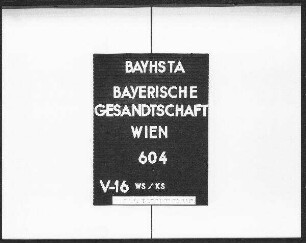 BAYHSTA
BAYERISCHE
GESANDTSCHAFT
WIEN
604
V-16 WS/KS